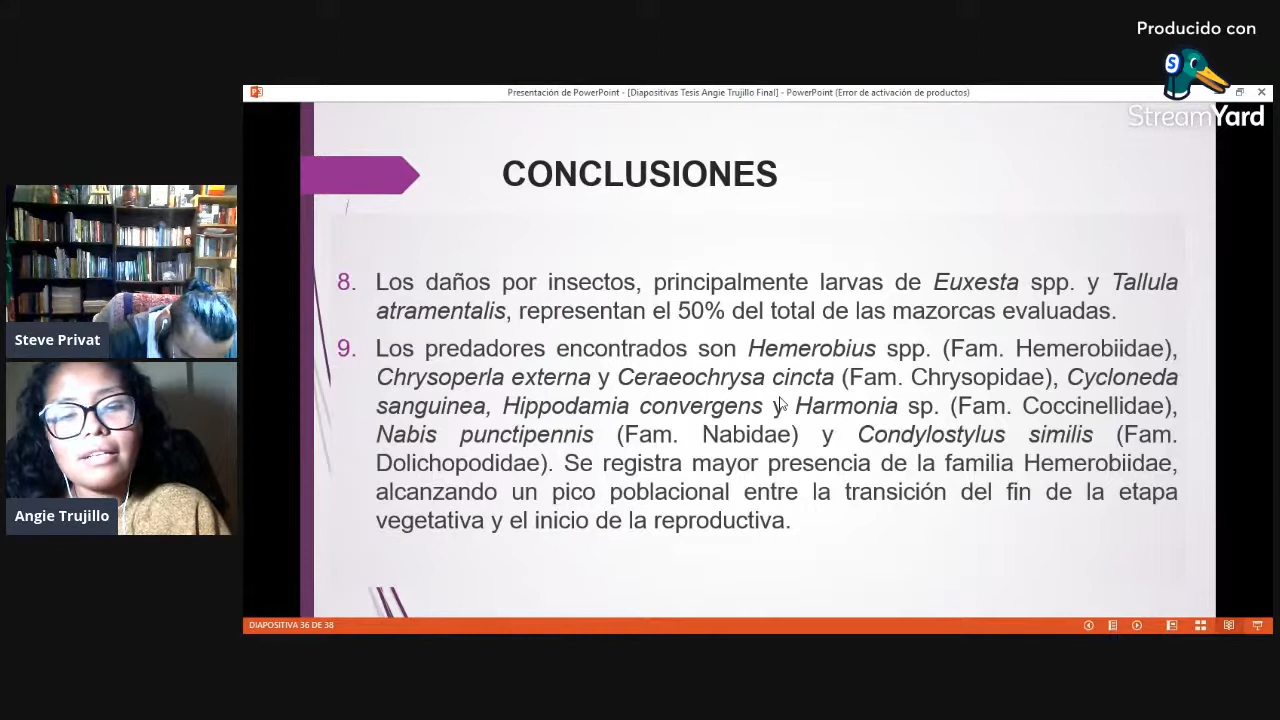 Producido con
StreamYard
Presentación de PowerPoint - [Diapositivas Tesis Angie Trujillo Final] - PowerPoint (Error de activación de productos)
CONCLUSIONES
8. Los daños por insectos, principalmente larvas de Euxesta spp. y Tallula
atramentalis, representan el 50% del total de las mazorcas evaluadas.
9. Los predadores encontrados son Hemerobius spp. (Fam. Hemerobiidae),
Chrysoperla externa y Ceraeochrysa cincta (Fam. Chrysopidae), Cycloneda
sanguinea, Hippodamia convergens y Harmonia sp. (Fam. Coccinellidae),
Nabis punctipennis (Fam. Nabidae) y Condylostylus similis (Fam.
Dolichopodidae). Se registra mayor presencia de la familia Hemerobiidae,
alcanzando un pico poblacional entre la transición del fin de la etapa
vegetativa y el inicio de la reproductiva.
Steve Privat
Angie Trujillo
DIAPOSITIVA 36 DE 38